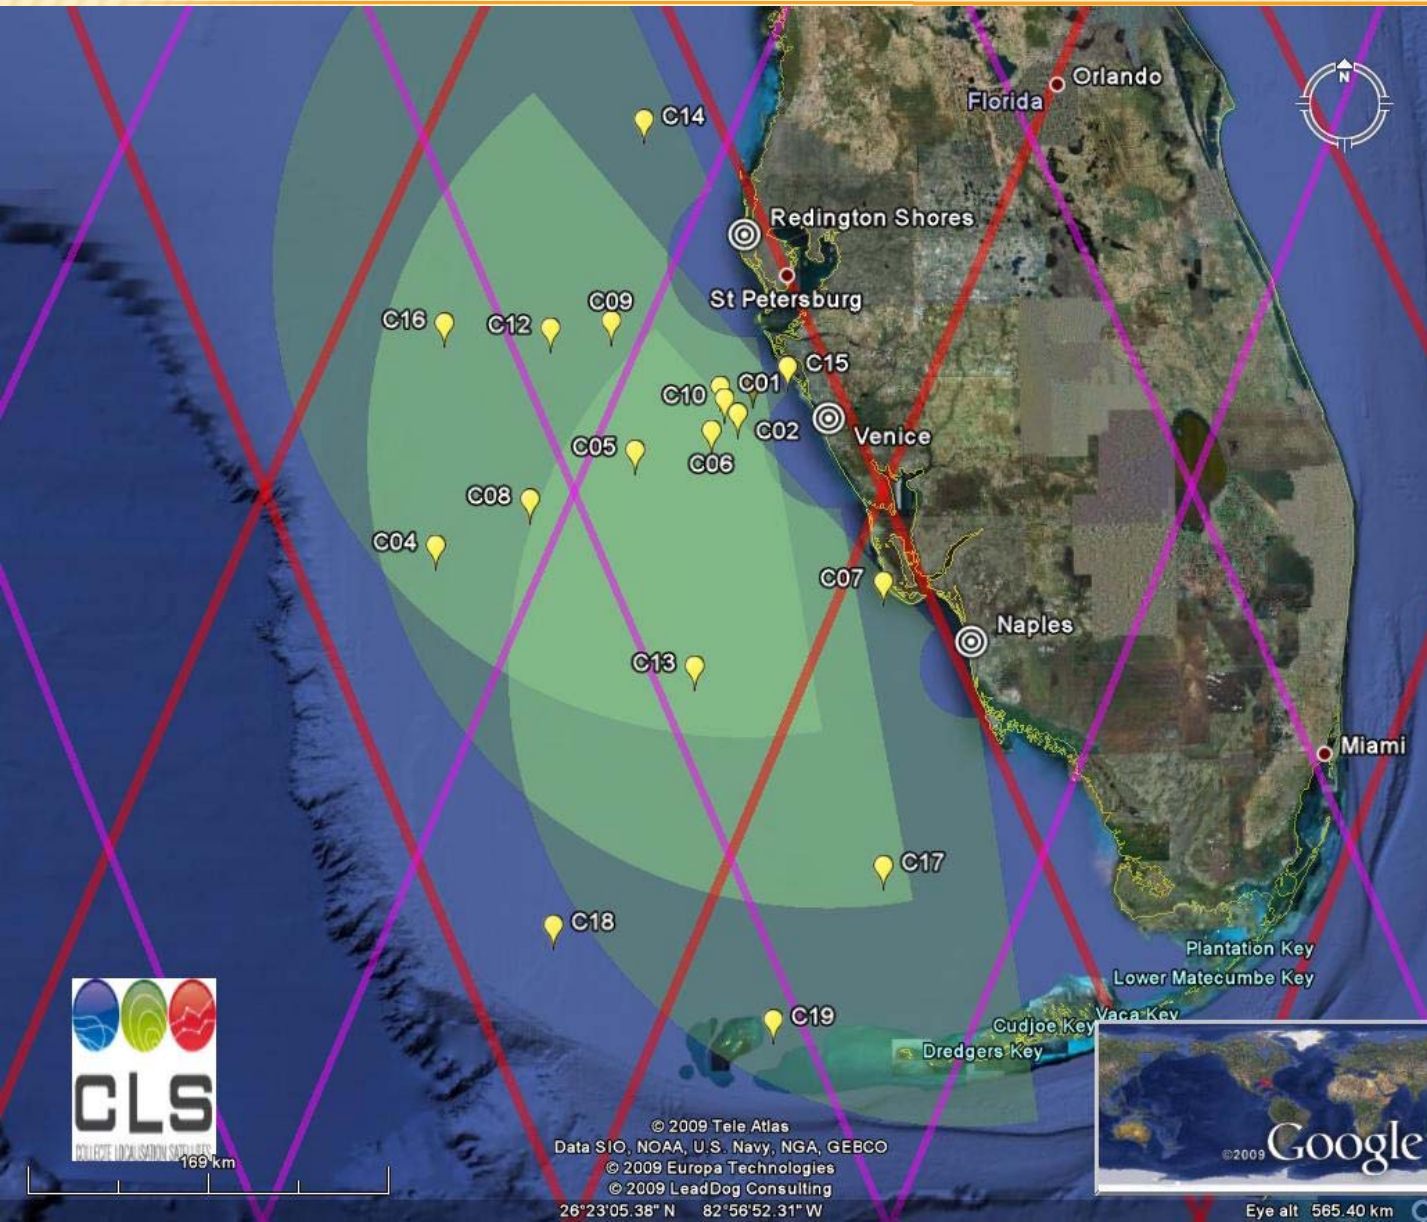 N
Orlando
Florida
C14
Redington Shores
St Petersburg
C09
C16
C12
C15
C01
C10
C02
Venice
C05
C06
C08
C04
C07
Naples
C13
Miami
C17
C18
Plantation Key
Lower Matecumbe Key
C19
Vaca Key
Cudjoe Key
Dredgers Key
CLS
COLLECTE LOCALISATION SATELLITES
169 km
© 2009 Tele Atlas
Data SIO, NOAA, U.S. Navy, NGA, GEBCO
© 2009 Europa Technologies
© 2009 LeadDog Consulting
©2009 Google
26°23'05.38" N 82°56'52.31" W
Eye alt 565.40 km